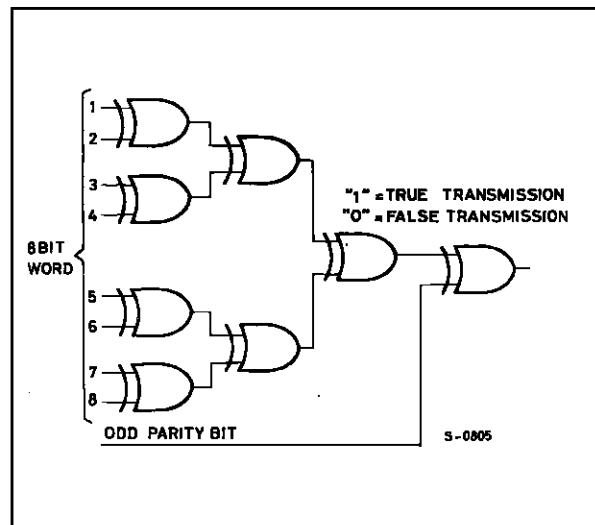 1
2
3
4
"1" = TRUE TRANSMISSION
"0" = FALSE TRANSMISSION
8BIT
WORD
5
6
7
8
ODD PARITY BIT
S-0805